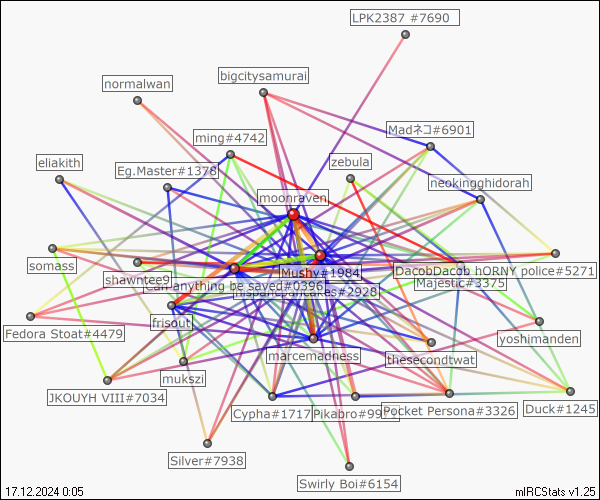 LPK2387 #7690
bigcitysamurai
normalwan
Madネコ#6901
ming#4742
zebula
eliakith
Eg.Master#1378
neokingghidorah
moonraven
somass
shawntee9
Mushy#1984
DacobDacob hORNY police#5271
Can anything be saved#0396
Majestic#3375
hispanicpancakes#2928
frisout
Fedora Stoat#4479
yoshimanden
marcemadness
thesecondtwat
mukszi
JKOUYH VIII#7034
Cypha#1717
Pikabro#99
Pocket Persona#3326
Duck#1245
Silver#7938
Swirly Boi#6154
17.12.2024 0:05
mIRCStats v1.25